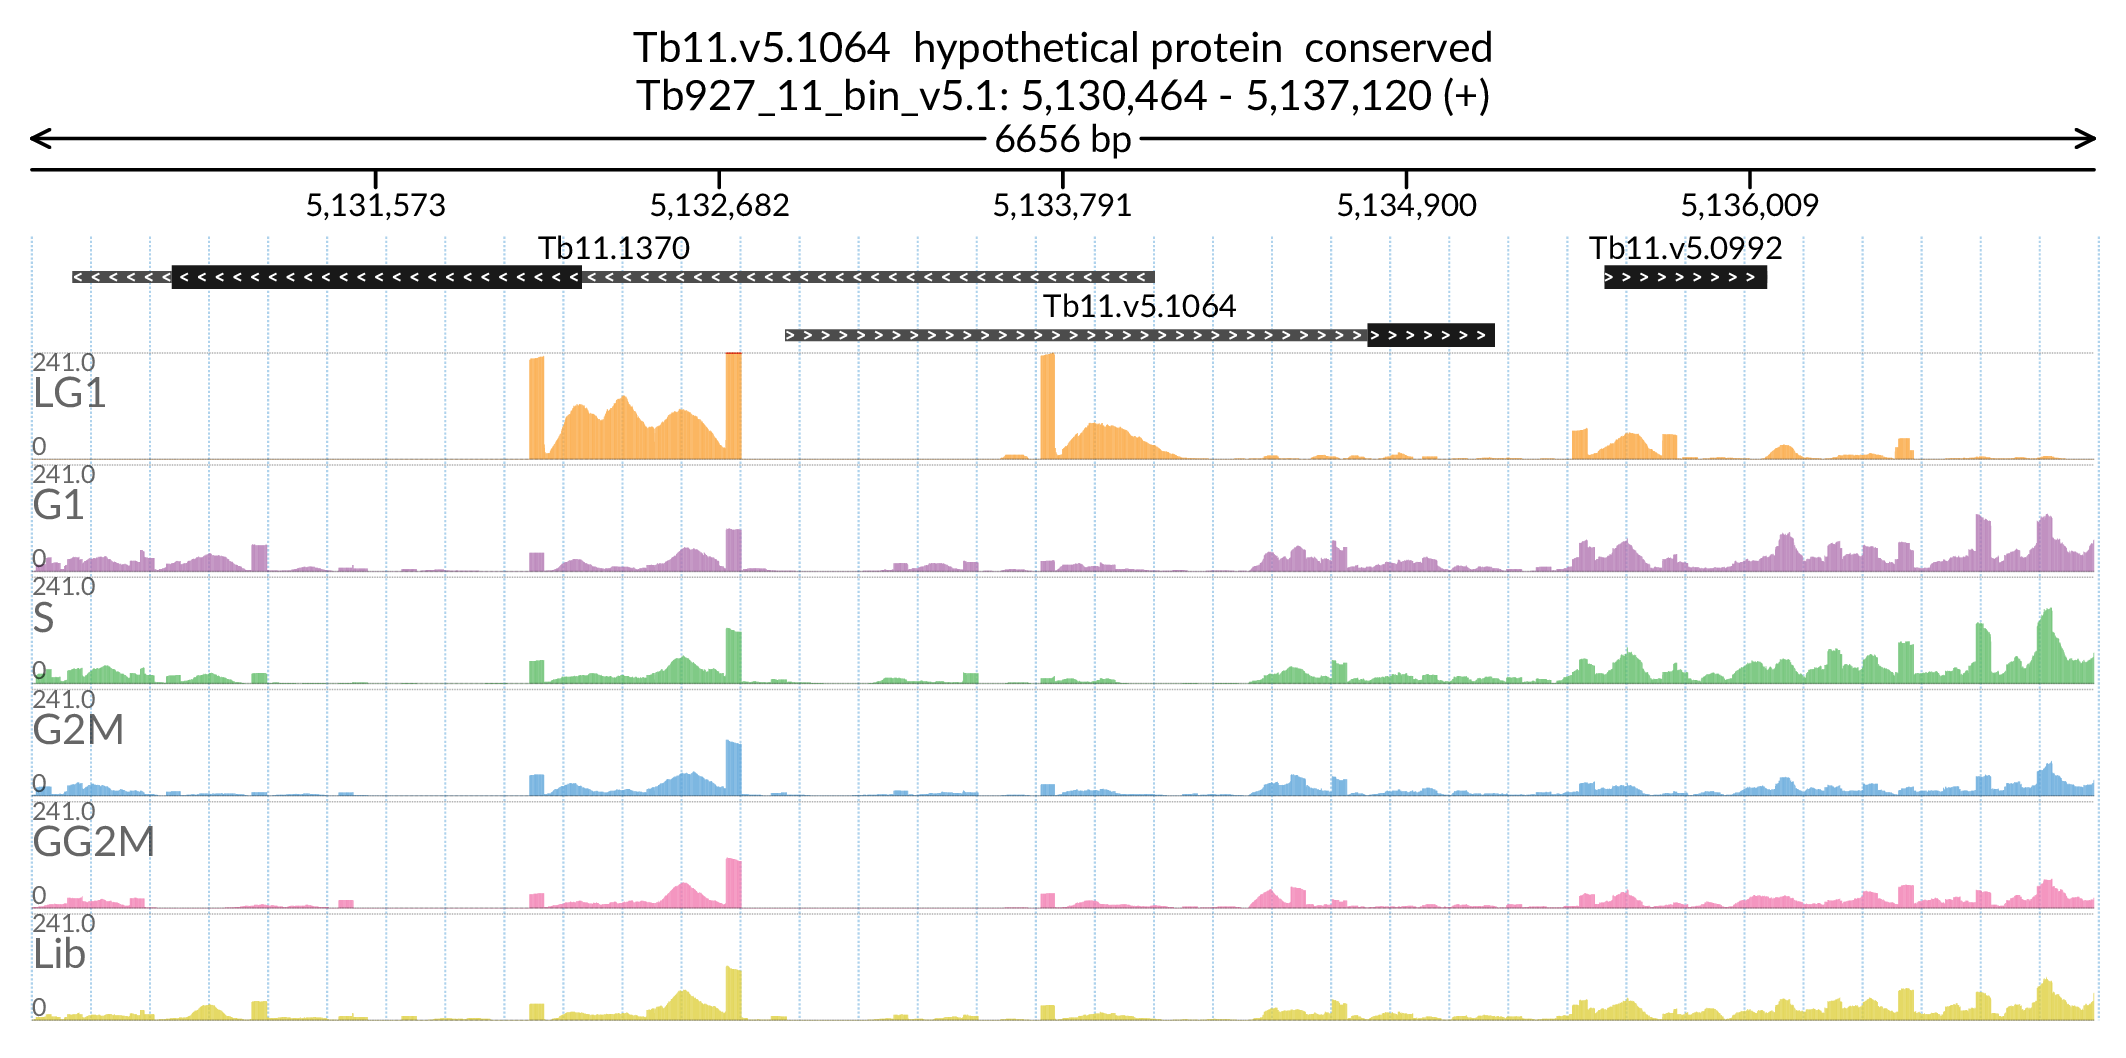 Tb11.v5.1064 hypothetical protein conserved
Tb927_11_bin_v5.1: 5,130,464 - 5,137,120 (+)
6656 bp
5,131,573 5,132,682 5,133,791 5,134,900 5,136,009
Tb11.1370 Tb11.v5.0992
Tb11.v5.1064
241.0
LG1
0
241.0
G1
0
241.0
S
0
241.0
G2M
0
241.0
GG2M
0
241.0
Lib
0